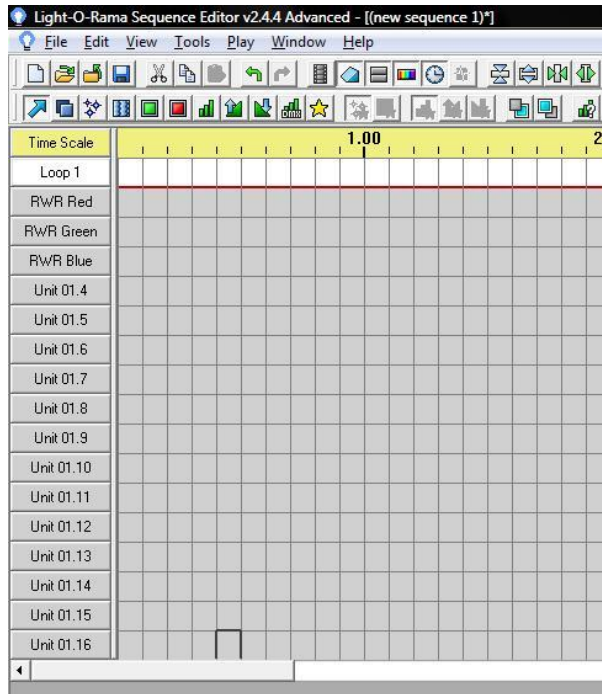 Light-O-Rama Sequence Editor v2.4.4 Advanced - [(new sequence 1)*]
File Edit View Tools Play Window Help
Time Scale 1.00 2
Loop 1
RWR Red
RWR Green
RWR Blue
Unit 01.4
Unit 01.5
Unit 01.6
Unit 01.7
Unit 01.8
Unit 01.9
Unit 01.10
Unit 01.11
Unit 01.12
Unit 01.13
Unit 01.14
Unit 01.15
Unit 01.16